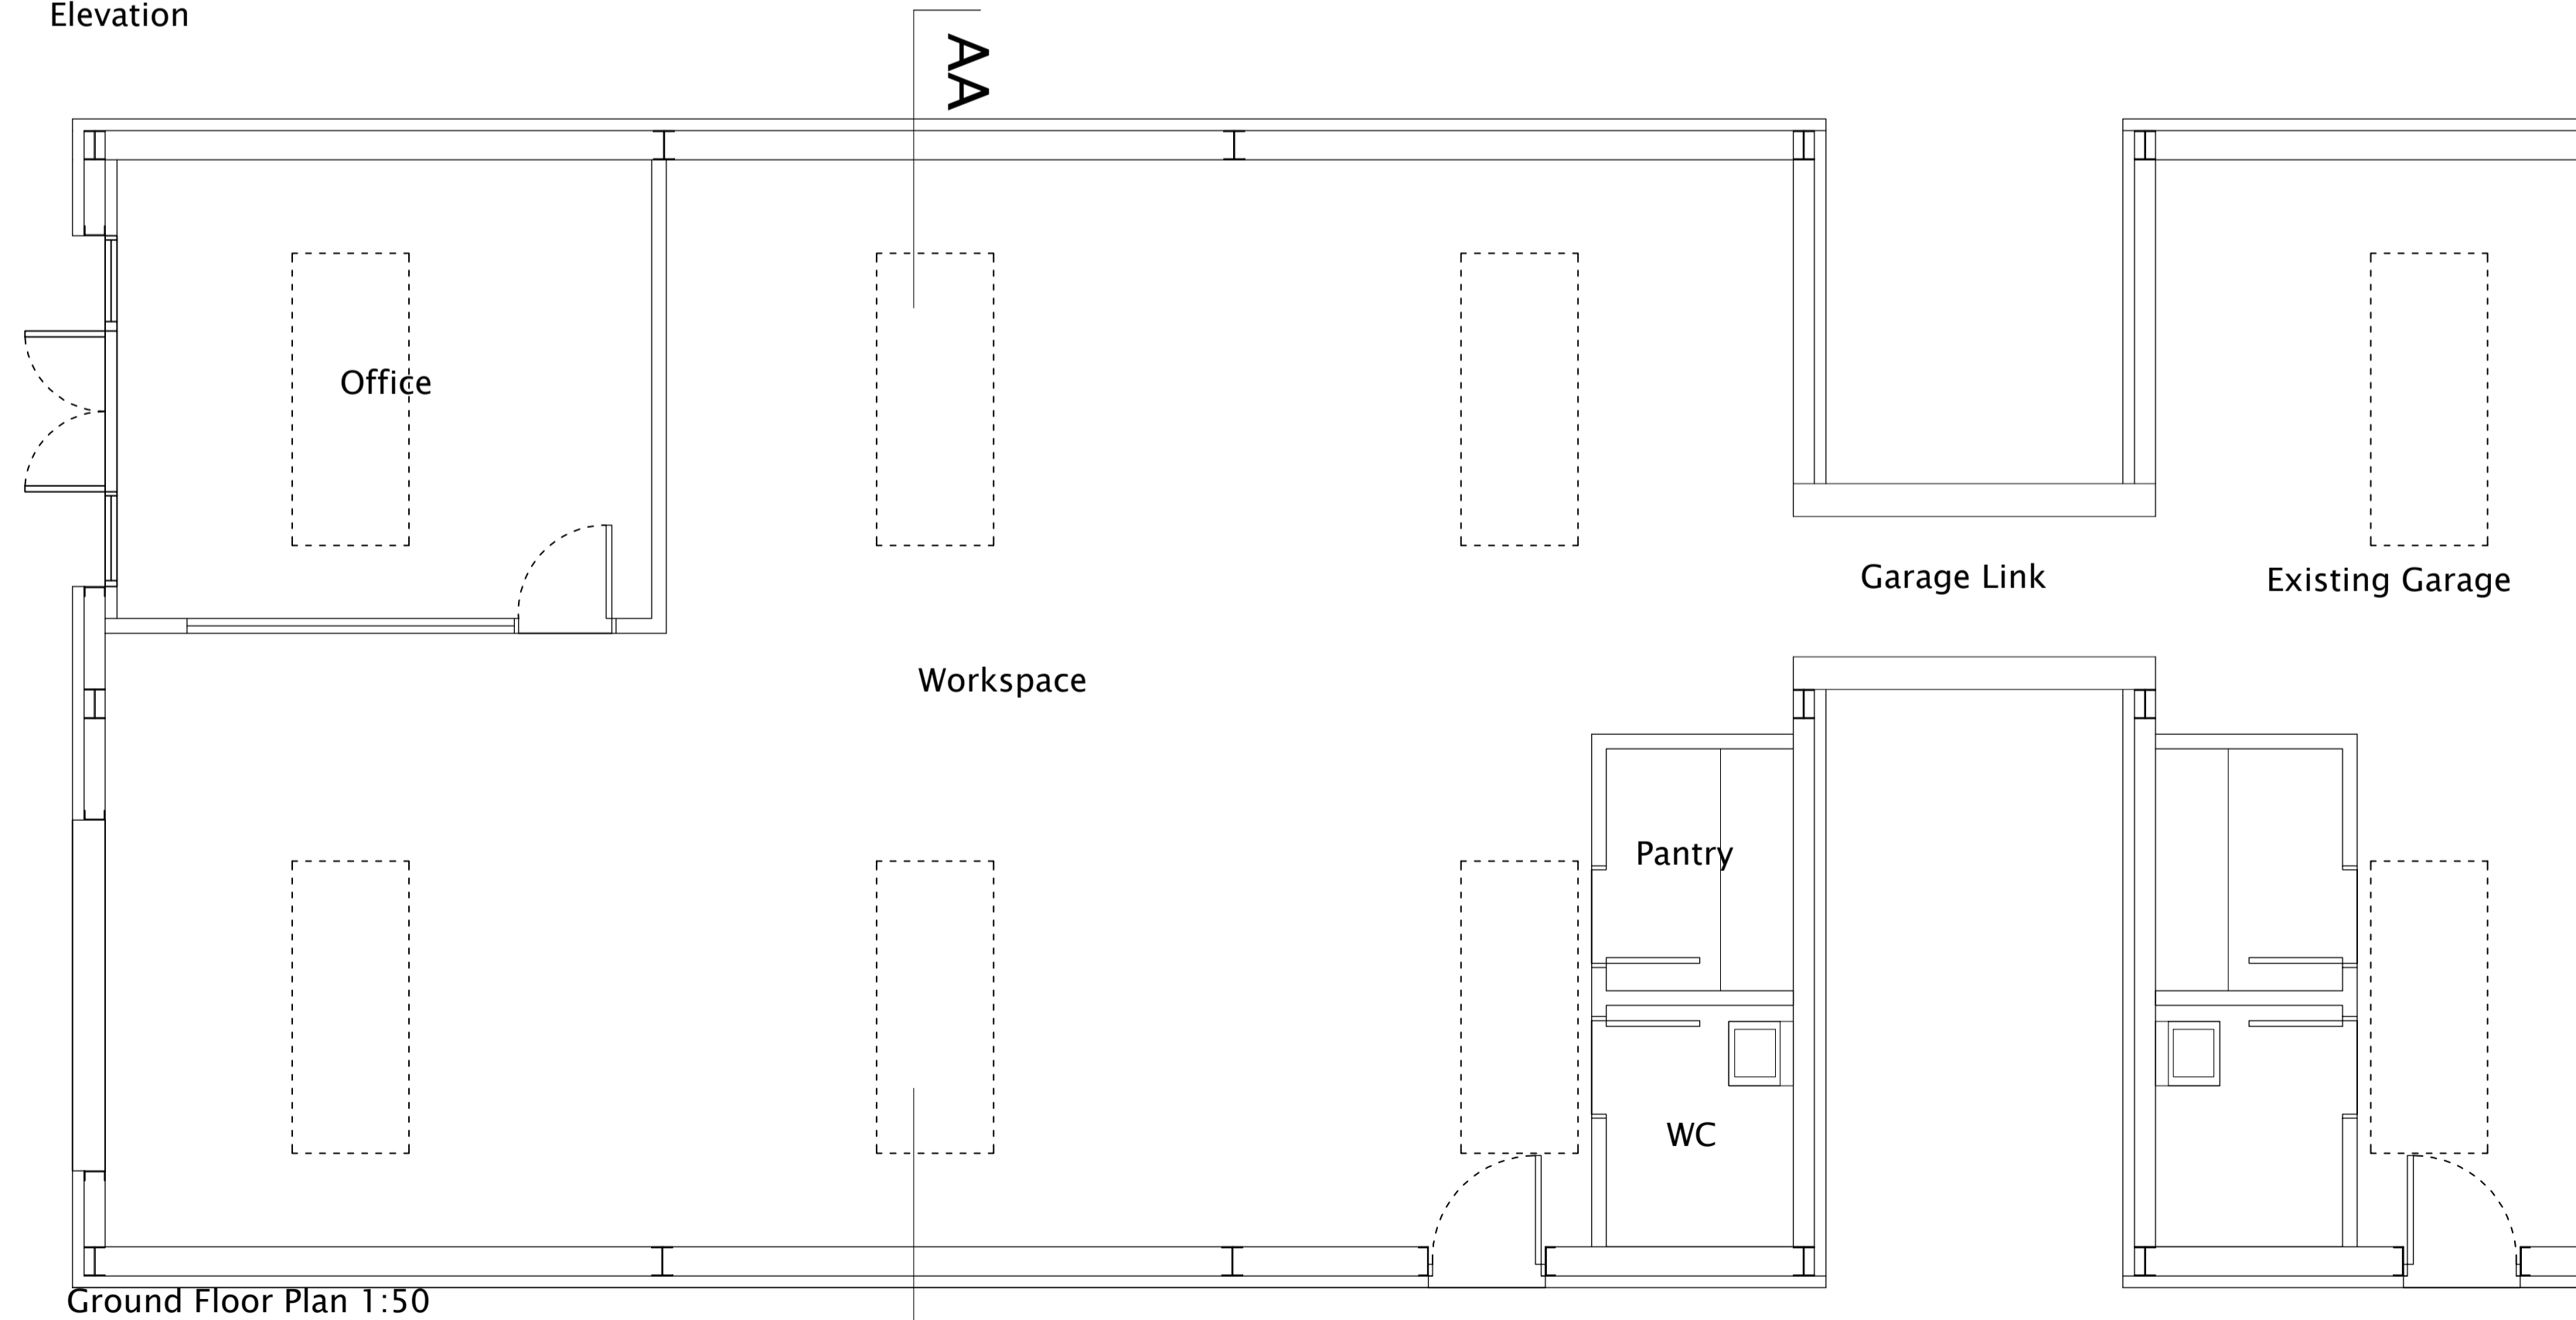 Elevation
AA
Office
Garage Link
Existing Garage
Workspace
Pantry
WC
Ground Floor Plan 1:50